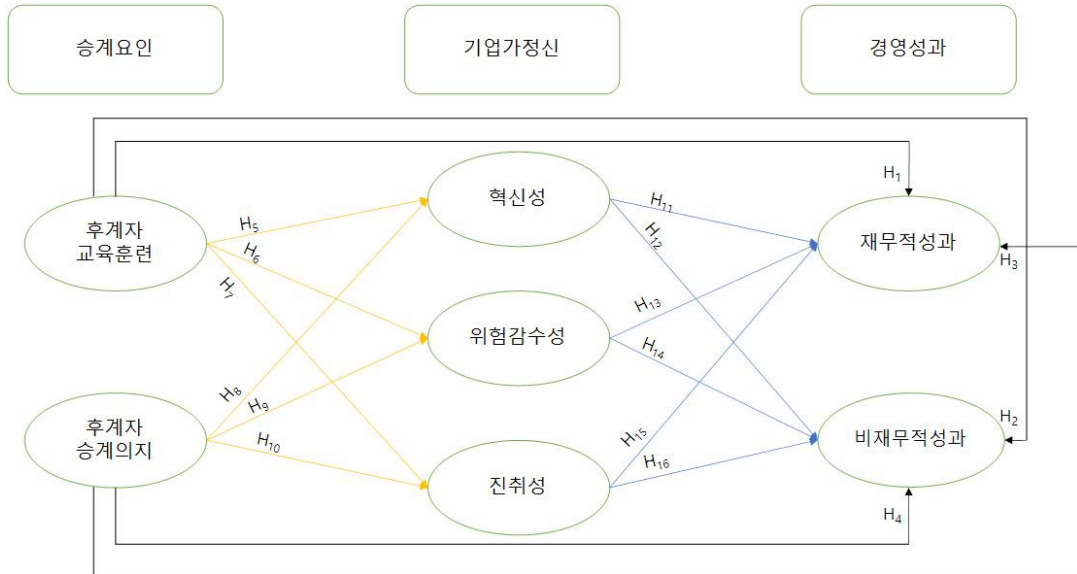 승계요인
기업가정신
경영성과
H1
혁신성
H11
후계자
교육훈련
H5
H6
H7
H12
재무적성과
H3
위험감수성
H13
H14
H8
H9
H10
후계자
승계의지
H15
H16
비재무적성과
H2
진취성
H4